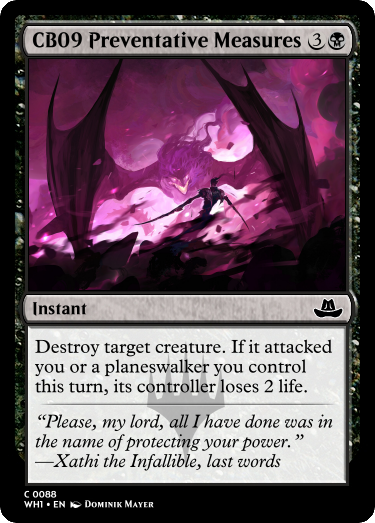 CB09 Preventative Measures 3
Instant
Destroy target creature. If it attacked
you or a planeswalker you control
this turn, its controller loses 2 life.
“Please, my lord, all I have done was in
the name of protecting your power.”
—Xathi the Infallible, last words
C 0088
WH1 • EN Dominik Mayer